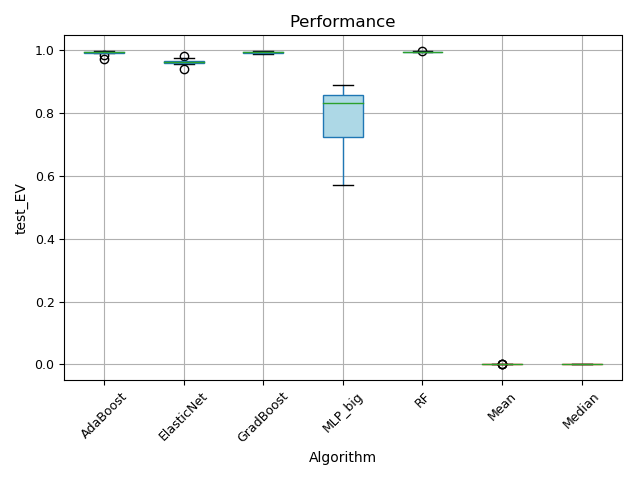 Performance
1.0
0.8
0.6
0.4
0.2
0.0
test_EV
AdaBoost
ElasticNet
GradBoost
MLP_big
RF
Mean
Median
Algorithm